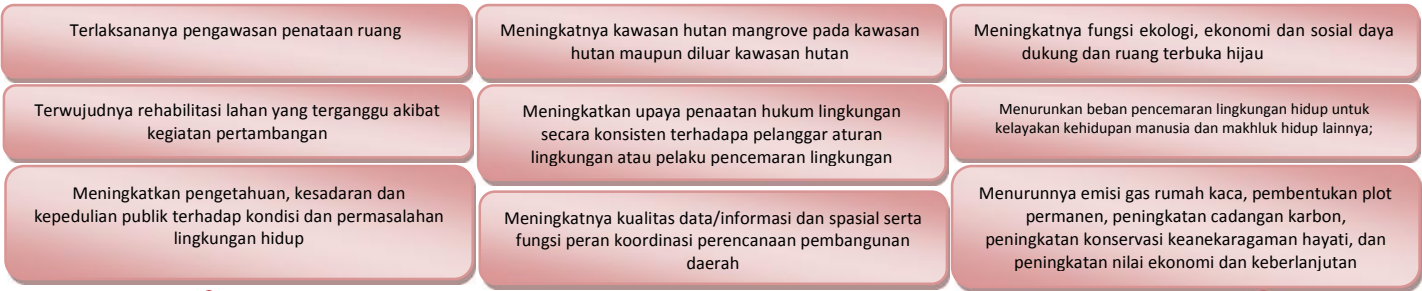 Terlaksananya pengawasan penataan ruang
Meningkatnya kawasan hutan mangrove pada kawasan
hutan maupun diluar kawasan hutan
Meningkatnya fungsi ekologi, ekonomi dan sosial daya
dukung dan ruang terbuka hijau
Terwujudnya rehabilitasi lahan yang terganggu akibat
kegiatan pertambangan
Meningkatkan upaya penaatan hukum lingkungan
secara konsisten terhadapa pelanggar aturan
lingkungan atau pelaku pencemaran lingkungan
Menurunkan beban pencemaran lingkungan hidup untuk
kelayakan kehidupan manusia dan makhluk hidup lainnya;
Meningkatkan pengetahuan, kesadaran dan
kepedulian publik terhadap kondisi dan permasalahan
lingkungan hidup
Meningkatnya kualitas data/informasi dan spasial serta
fungsi peran koordinasi perencanaan pembangunan
daerah
Menurunnya emisi gas rumah kaca, pembentukan plot
permanen, peningkatan cadangan karbon,
peningkatan konservasi keanekaragaman hayati, dan
peningkatan nilai ekonomi dan keberlanjutan